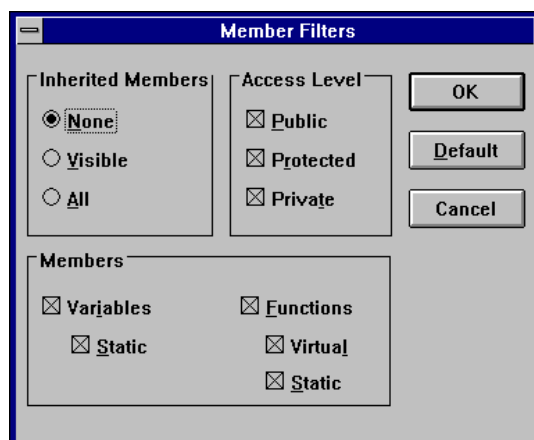 Member Filters
Inherited Members
None
Visible
All
Access Level
Public
Protected
Private
OK
Default
Cancel
Members
Variables
Static
Functions
Virtual
Static